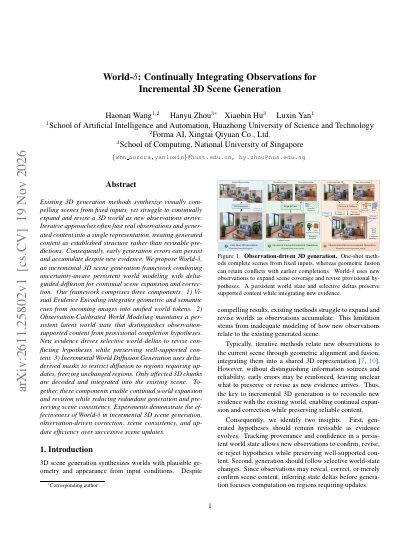 World-δ: Continually Integrating Observations for
Incremental 3D Scene Generation
Haonan Wang1,2 Hanyu Zhou3* Xiaobin Hu3 Luxin Yan1
1School of Artificial Intelligence and Automation, Huazhong University of Science and Technology
2Forma AI, Xingtai Qiyuan Co., Ltd.
3School of Computing, National University of Singapore
{whn_aurora,yanluxin}@hust.edu.cn, hy.zhou@nus.edu.sg
arXiv:2611.25802v1 [cs.CV] 19 Nov 2026
Abstract
Existing 3D generation methods synthesize visually com-
pelling scenes from fixed inputs, yet struggle to continually
expand and revise a 3D world as new observations arrive.
Iterative approaches often fuse real observations and gener-
ated content into a single representation, treating generated
content as established structure rather than revisable pre-
dictions. Consequently, early generation errors can persist
and accumulate despite new evidence. We propose World-δ,
an incremental 3D scene generation framework combining
uncertainty-aware persistent world modeling with delta-
guided diffusion for continual scene expansion and correc-
tion. Our framework comprises three components: 1) Vi-
sual Evidence Encoding integrates geometric and semantic
cues from incoming images into unified world tokens. 2)
Observation-Calibrated World Modeling maintains a per-
sistent latent world state that distinguishes observation-
supported content from provisional completion hypotheses.
New evidence drives selective world deltas to revise con-
flicting hypotheses while preserving well-supported con-
tent. 3) Incremental World Diffusion Generation uses delta-
derived masks to restrict diffusion to regions requiring up-
dates, freezing unchanged regions. Only affected 3D chunks
are decoded and integrated into the existing scene. To-
gether, these components enable continual world expansion
and revision while reducing redundant generation and pre-
serving scene consistency. Experiments demonstrate the ef-
fectiveness of World-δ in incremental 3D scene generation,
observation-driven correction, scene consistency, and up-
date efficiency over successive scene updates.
1. Introduction
3D scene generation synthesizes worlds with plausible ge-
ometry and appearance from input conditions. Despite
*Corresponding author
Figure 1. Observation-driven 3D generation. One-shot meth-
ods complete scenes from fixed inputs, whereas geometric fusion
can retain conflicts with earlier completions. World-δ uses new
observations to expand scenes and revise provisional hypotheses.
A persistent world state and selective deltas preserve
supported content while integrating new evidence.
compelling results, existing methods struggle to expand and
revise worlds as observations accumulate. This limitation
stems from inadequate modeling of how new observations
relate to the existing generated scene.
Typically, iterative methods relate new observations to
the current scene through geometric alignment and fusion,
integrating them into a shared 3D representation [7, 10].
However, without distinguishing information sources and
reliability, early errors may be reinforced, leaving unclear
what to preserve or revise as new evidence arrives. Thus,
the key to incremental 3D generation is to reconcile new
evidence with the existing world, enabling continual expan-
sion and correction while preserving reliable content.
Consequently, we identify two insights. First, gen-
erated hypotheses should remain revisable as evidence
evolves. Tracking provenance and confidence in a persis-
tent world state allows new observations to confirm, revise,
or reject hypotheses while preserving well-supported con-
tent. Second, generation should follow selective world-state
changes. Since observations may reveal, correct, or merely
confirm scene content, inferring state deltas before genera-
tion focuses computation on regions requiring updates.
1